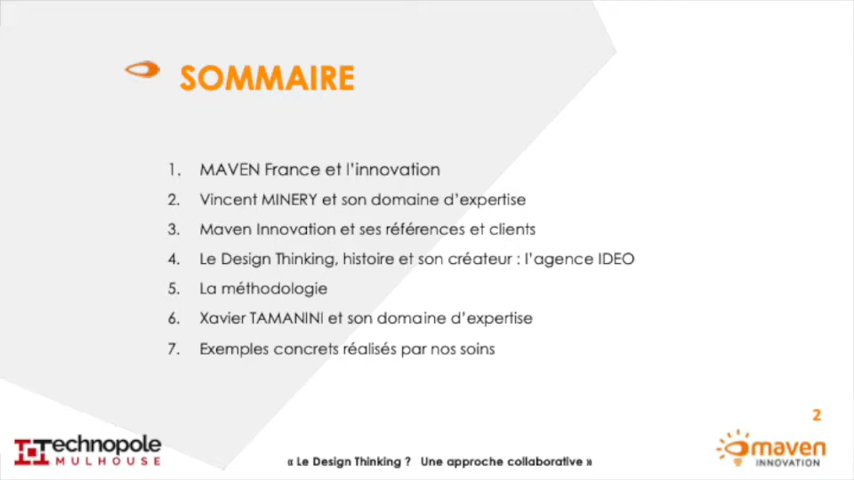 SOMMAIRE
1. MAVEN France et l'innovation
2. Vincent MINERY et son domaine d'expertise
3. Maven Innovation et ses références et clients
4. Le Design Thinking, histoire et son créateur : l'agence IDEO
5. La méthodologie
6. Xavier TAMANINI et son domaine d'expertise
7. Exemples concrets réalisés par nos soins
2
Technopole
MULHOUSE
« Le Design Thinking ? Une approche collaborative »
maven
INNOVATION